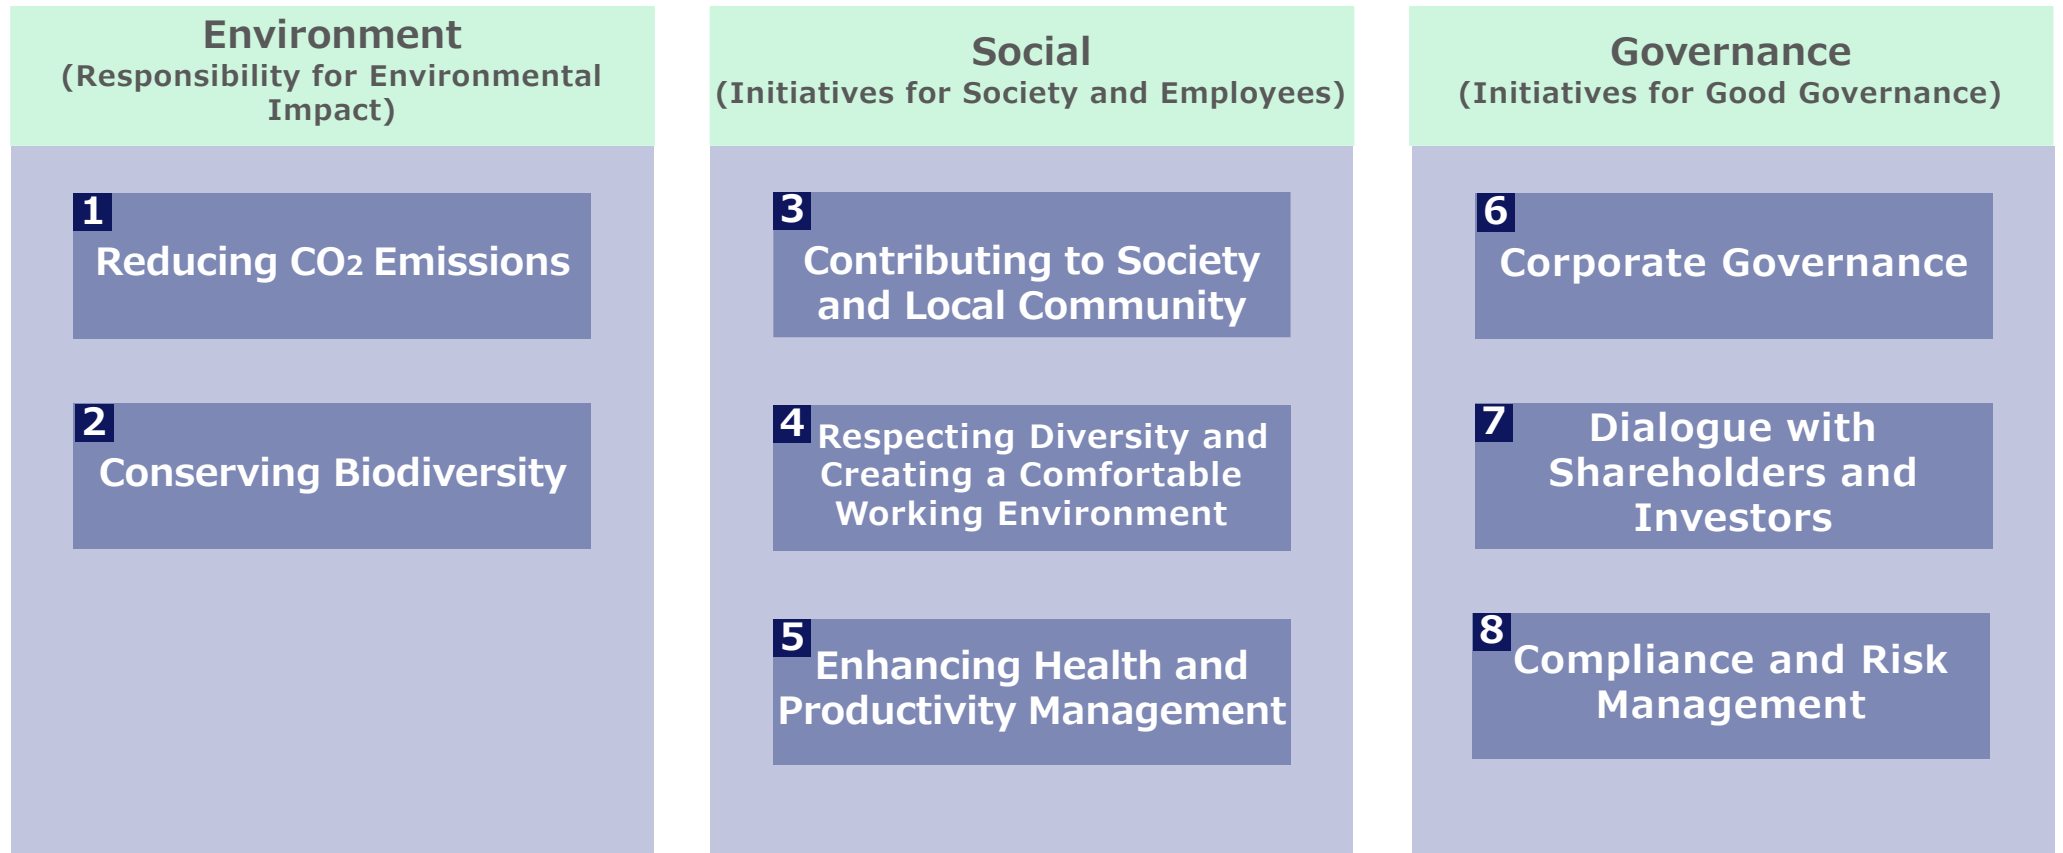 Environment
(Responsibility for Environmental
Impact)
1
Reducing CO₂ Emissions
2
Conserving Biodiversity
Social
(Initiatives for Society and Employees)
3
Contributing to Society
and Local Community
4
Respecting Diversity and
Creating a Comfortable
Working Environment
5
Enhancing Health and
Productivity Management
Governance
(Initiatives for Good Governance)
6
Corporate Governance
7
Dialogue with
Shareholders and
Investors
8
Compliance and Risk
Management